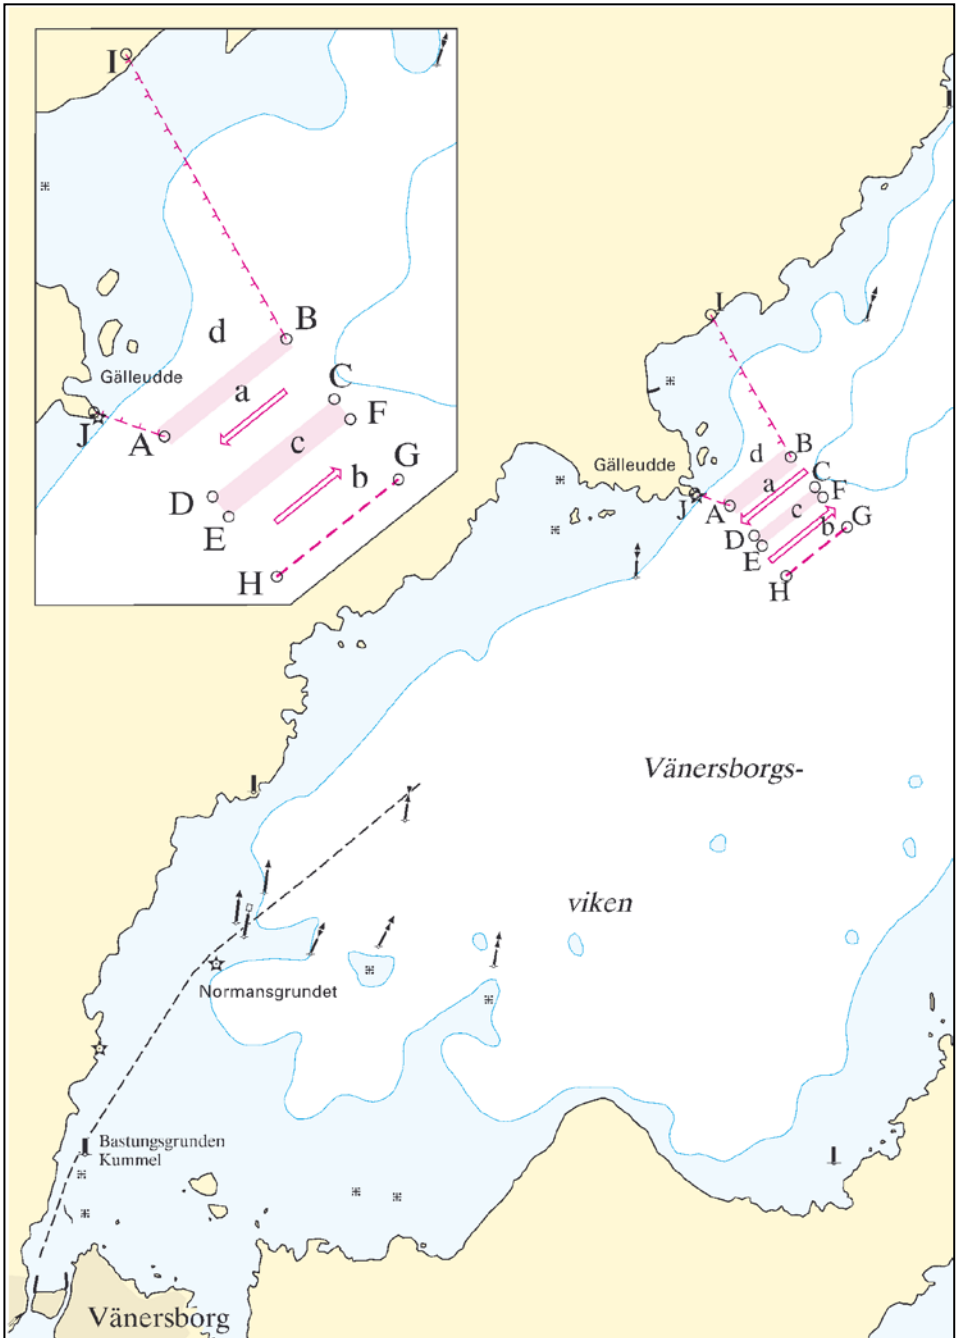 I
B
d
Gälleudde
a
C
F
J
A
c
G
b
D
E
H
I
B
d
Gälleudde
C
a
F
J
A
c
G
D
b
E
H
Vänersborgs-
viken
Normansgrundet
Bastungsgrunden
Kummel
Vänersborg